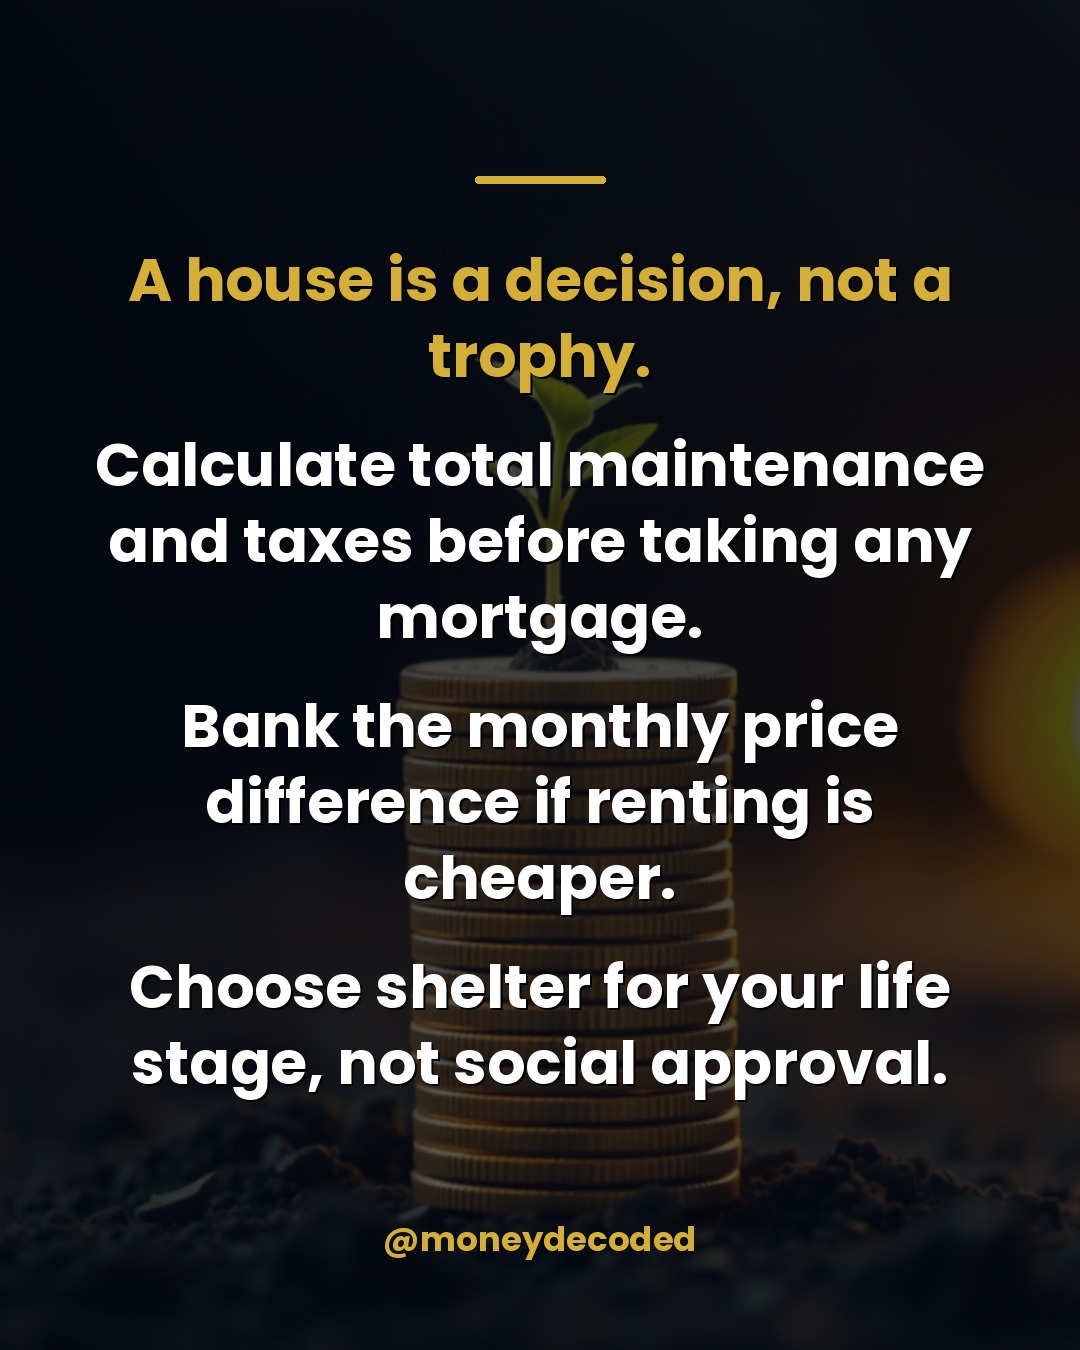 A house is a decision, not a
trophy.
Calculate total maintenance
and taxes before taking any
mortgage.
Bank the monthly price
difference if renting is
cheaper.
Choose shelter for your life
stage, not social approval.
@moneydecoded